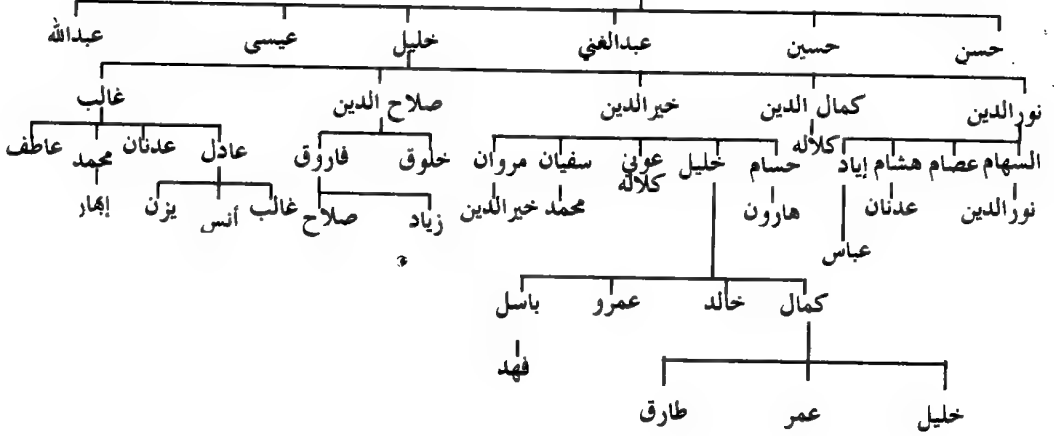 حسن حسين عبدالغني خليل عيسى عبدالله
نورالدين كمال الدين خيرالدين صلاح الدين غالب
كلاله
السهام عصام هشام إياد حسام خليل عوني سفيان مروان خلوق فاروق عادل عدنان محمد عاطف
كلاله
نورالدين عدنان هارون محمد خيرالدين زياد صلاح غالب أنس يزن إيهار
عباس
كمال خالد عمرو باسل
فهد
خليل عمر طارق